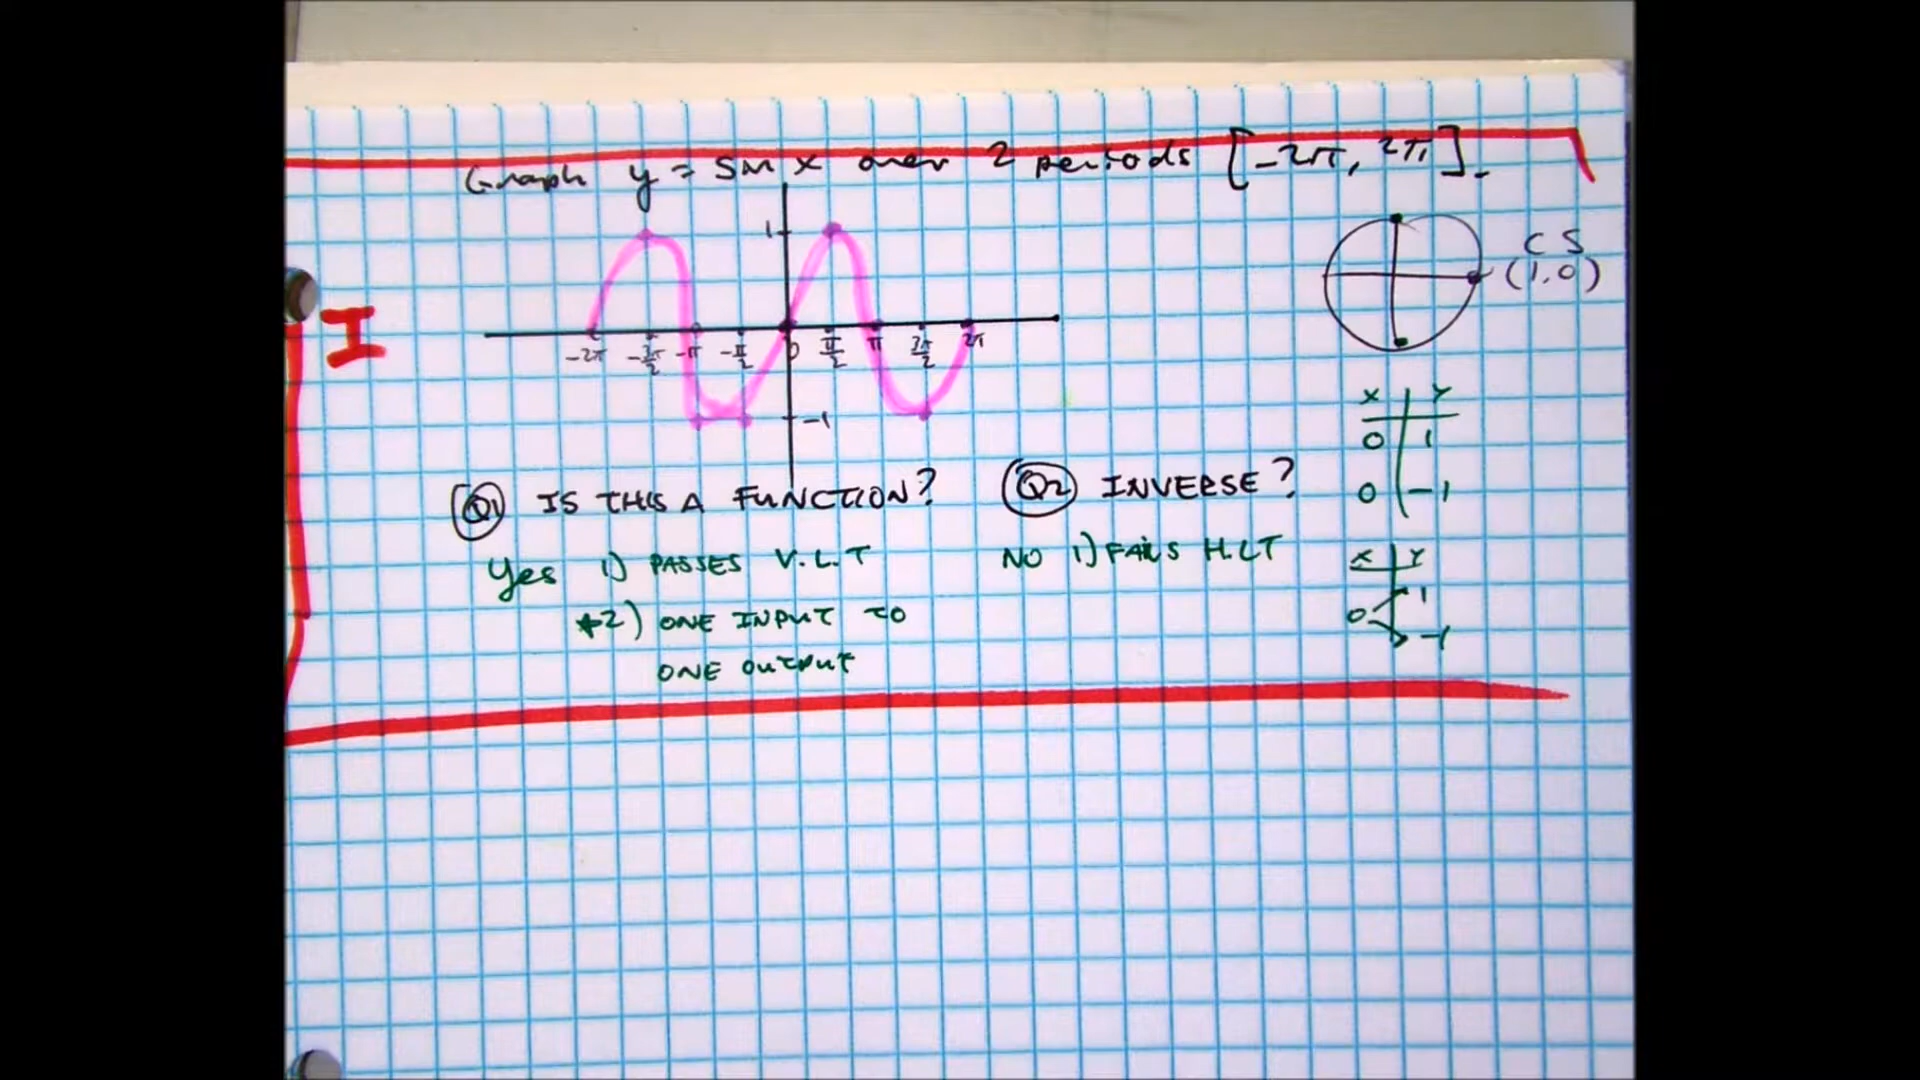 Graph y = sin x over 2 periods [-2π, 2π].
I
1
-2π -3π/2 -π -π/2 0 π/2 π 3π/2 2π
-1
C S
(1,0)
X Y
0 1
0 -1
Q1 IS THIS A FUNCTION?
Yes 1) PASSES V.L.T
*2) ONE INPUT TO
ONE OUTPUT
Q2 INVERSE?
NO 1) FAILS H.L.T
X Y
0 1
-1